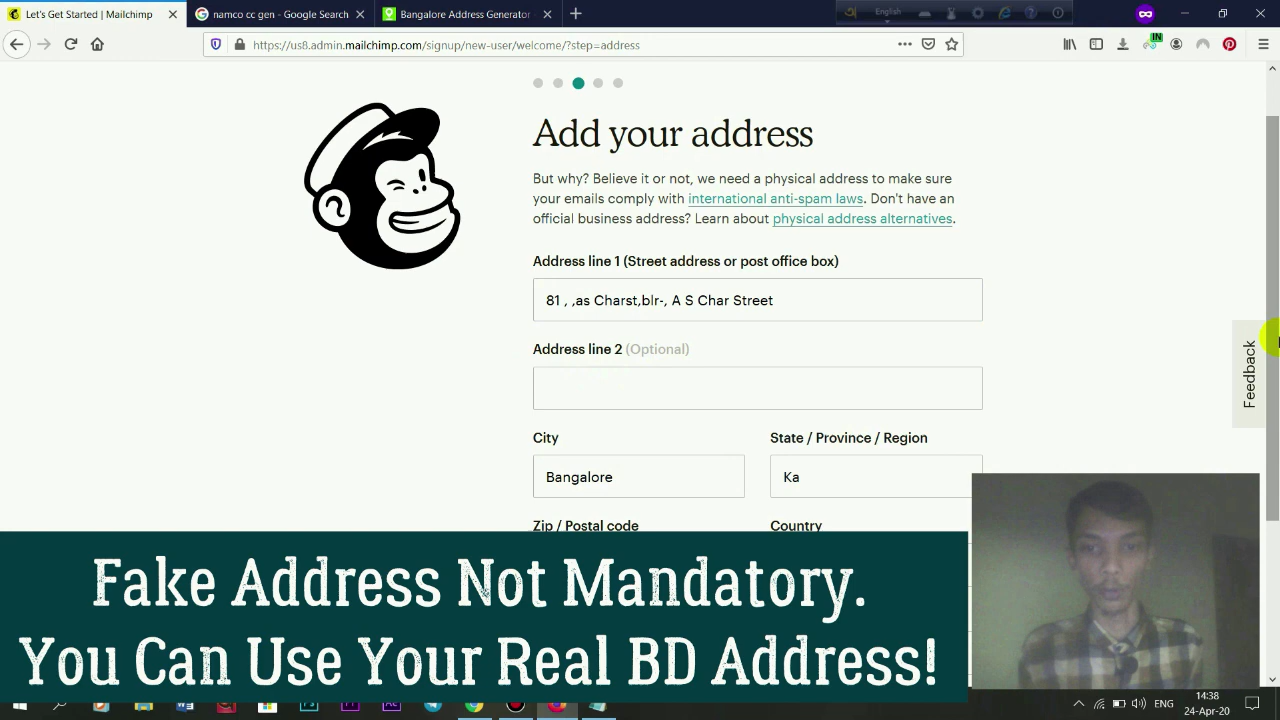 Let's Get Started | Mailchimp
namco cc gen - Google Search
Bangalore Address Generator
English
https://us8.admin.mailchimp.com/signup/new-user/welcome/?step=address
IN
Add your address
But why? Believe it or not, we need a physical address to make sure
your emails comply with international anti-spam laws. Don't have an
official business address? Learn about physical address alternatives.
Address line 1 (Street address or post office box)
81 , ,as Charst,blr-, A S Char Street
Address line 2 (Optional)
Feedback
City
State / Province / Region
Bangalore
Ka
Zip / Postal code
Country
Fake Address Not Mandatory.
You Can Use Your Real BD Address!
ENG
14:38
24-Apr-20